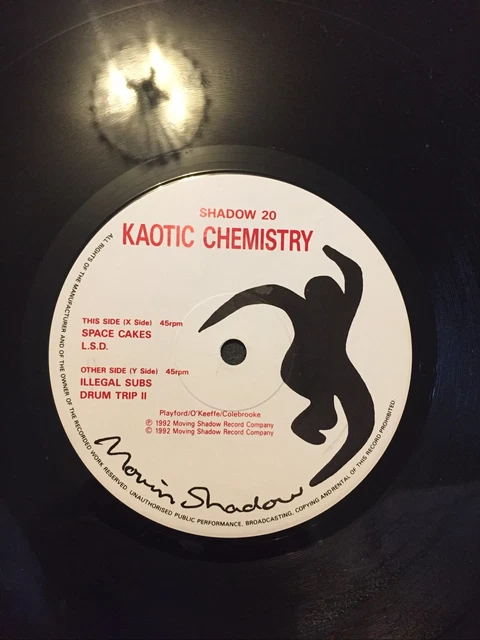 SHADOW 20
KAOTIC CHEMISTRY
THIS SIDE (X Side) 45rpm
SPACE CAKES
L.S.D.
OTHER SIDE (Y Side) 45rpm
ILLEGAL SUBS
DRUM TRIP II
Playford/O'Keeffe/Colebrooke
℗ 1992 Moving Shadow Record Company
© 1992 Moving Shadow Record Company
Movin Shadow
ALL RIGHTS OF THE MANUFACTURER AND OF THE OWNER OF THE RECORDED WORK RESERVED. UNAUTHORISED PUBLIC PERFORMANCE, BROADCASTING, COPYING AND RENTAL OF THIS RECORD PROHIBITED